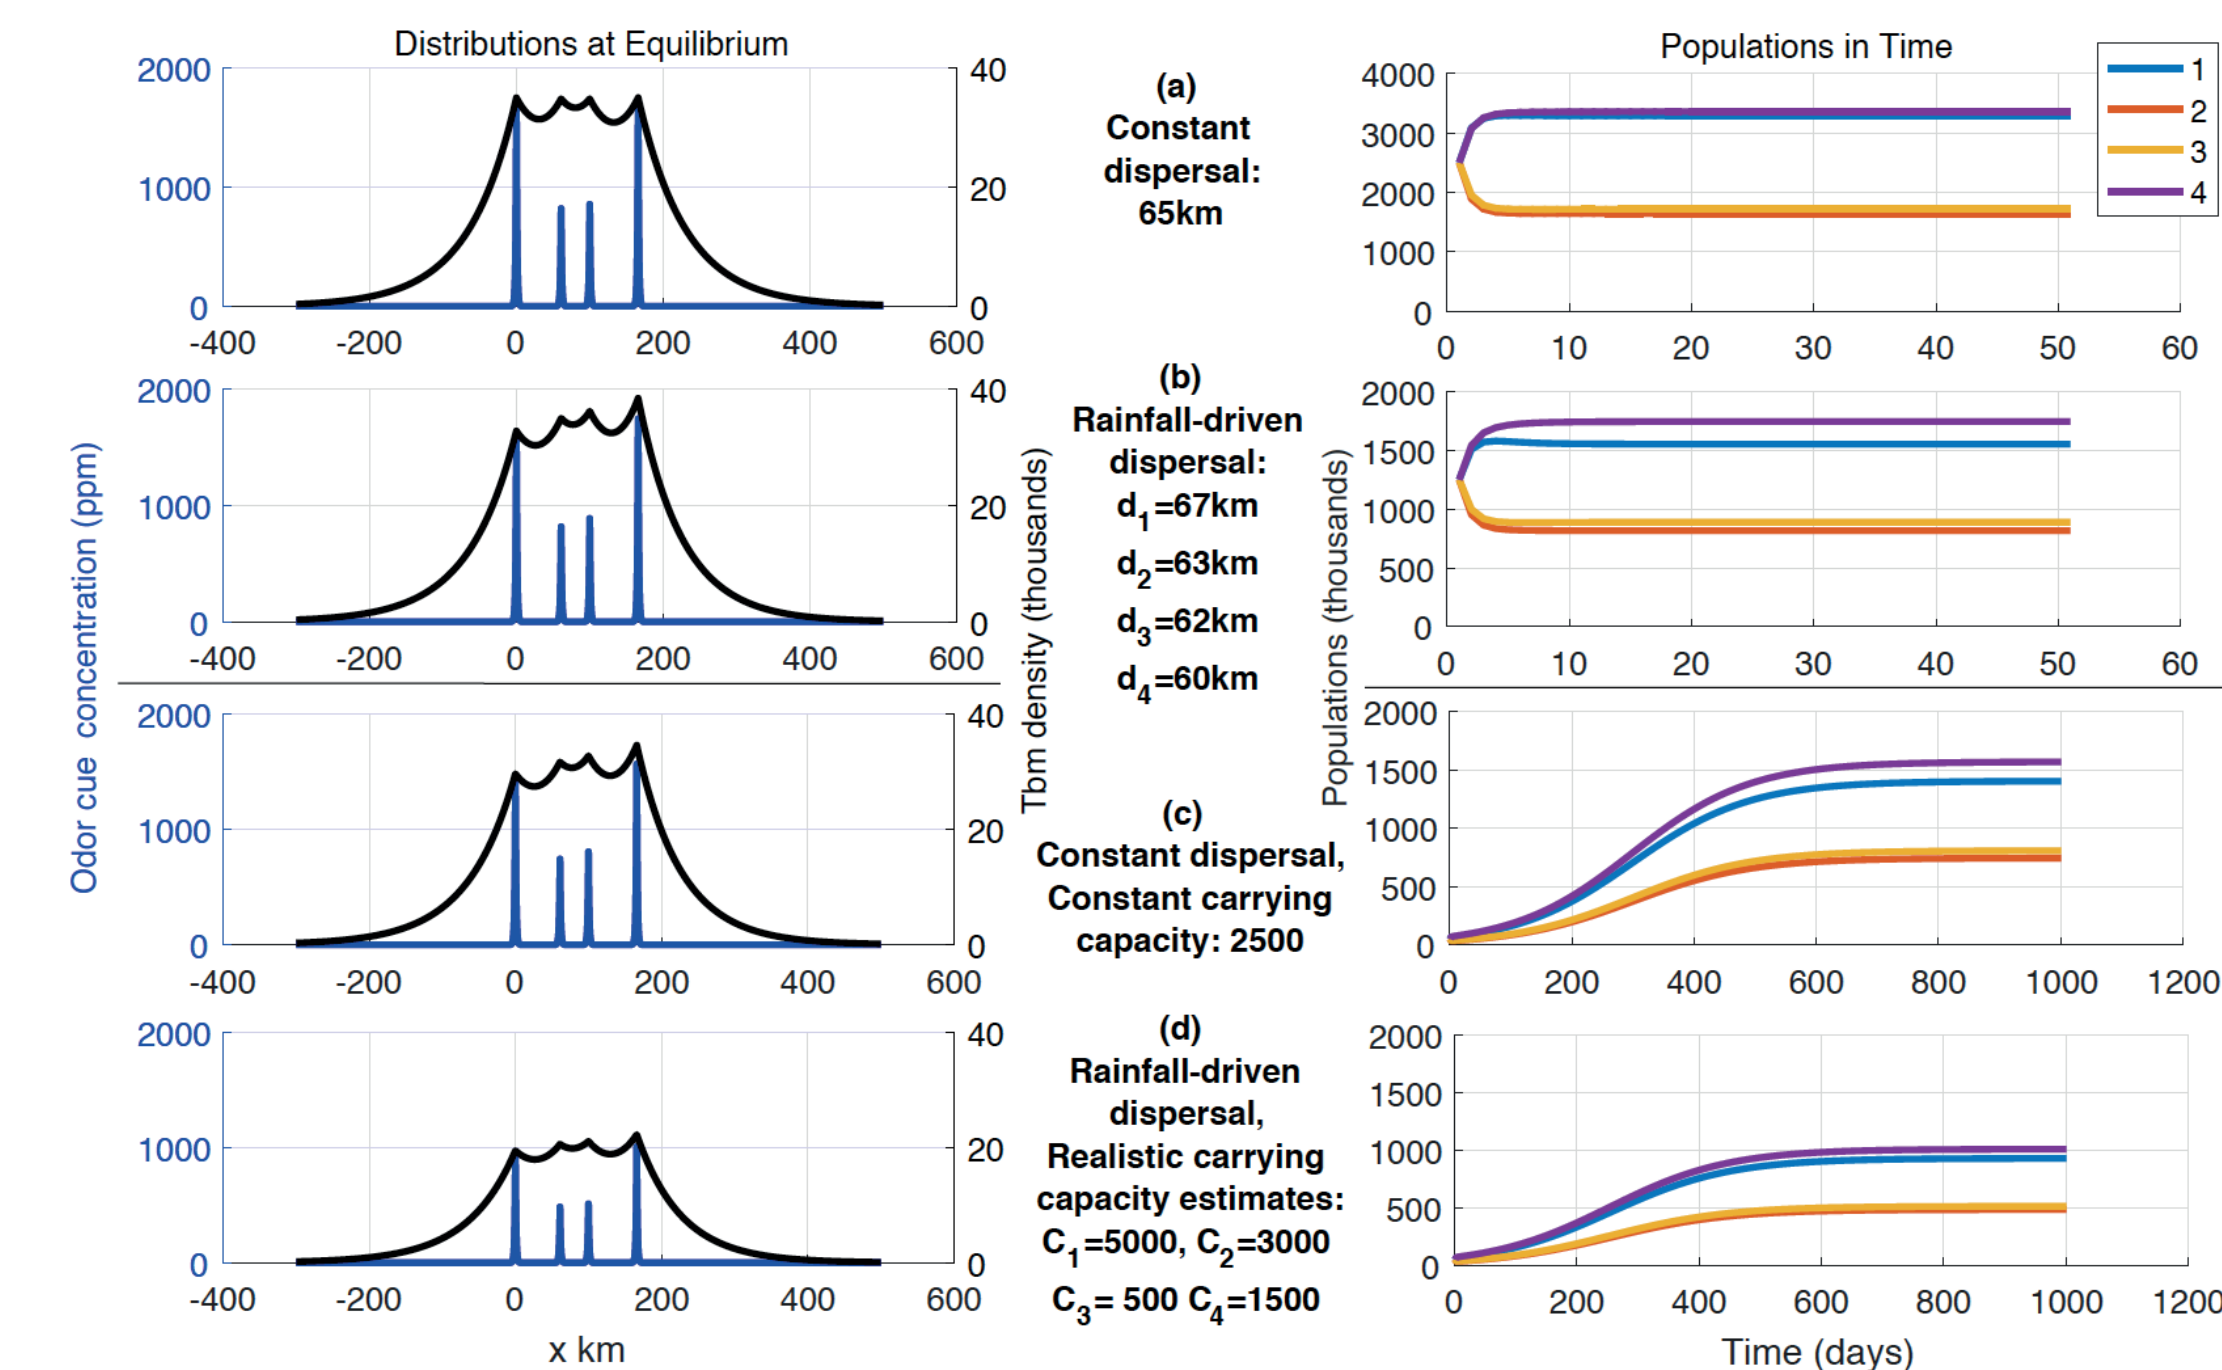 Distributions at Equilibrium
Populations in Time
Odor cue concentration (ppm)
Tbm density (thousands)
Populations (thousands)
2000
1000
0
40
20
0
-400 -200 0 200 400 600
(a)
Constant
dispersal:
65km
4000
3000
2000
1000
0
0 10 20 30 40 50 60
1
2
3
4
2000
1000
0
40
20
0
-400 -200 0 200 400 600
(b)
Rainfall-driven
dispersal:
d1=67km
d2=63km
d3=62km
d4=60km
2000
1500
1000
500
0
0 10 20 30 40 50 60
2000
1000
0
40
20
0
-400 -200 0 200 400 600
(c)
Constant dispersal,
Constant carrying
capacity: 2500
2000
1500
1000
500
0
0 200 400 600 800 1000 1200
2000
1000
0
40
20
0
-400 -200 0 200 400 600
x km
(d)
Rainfall-driven
dispersal,
Realistic carrying
capacity estimates:
C1=5000, C2=3000
C3= 500 C4=1500
2000
1500
1000
500
0
0 200 400 600 800 1000 1200
Time (days)